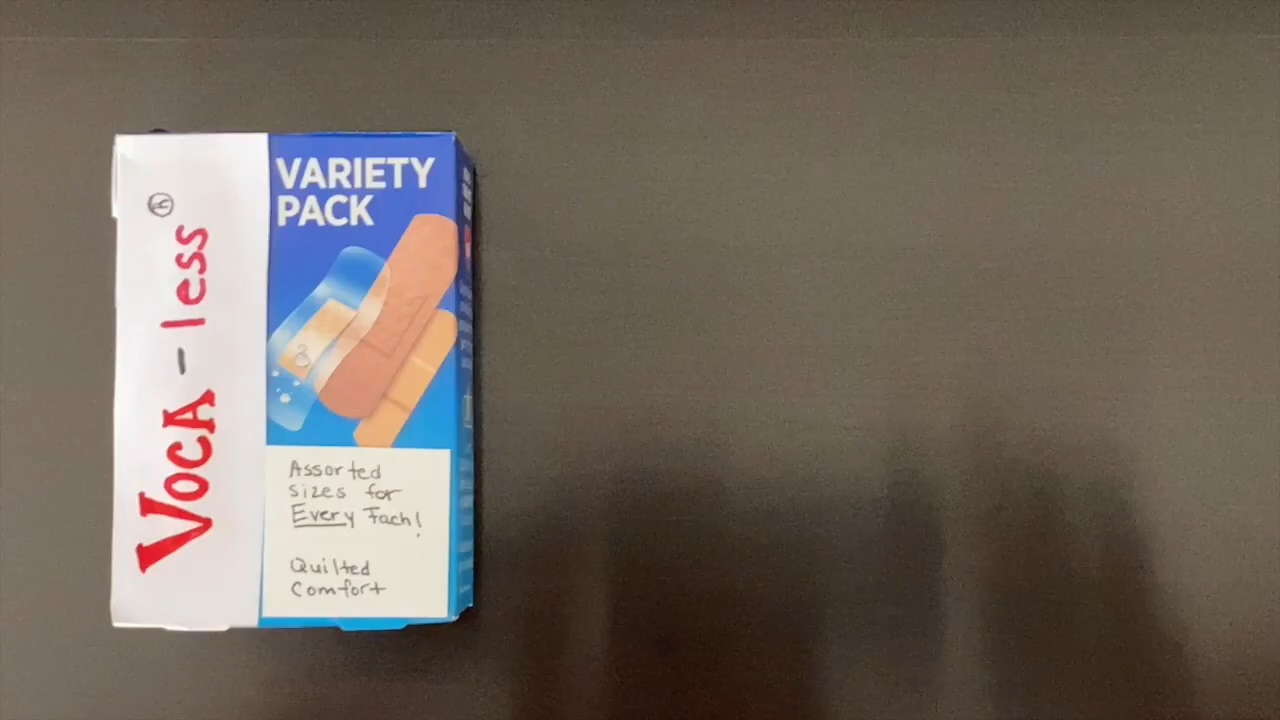 VOCA-less®
VARIETY
PACK
Assorted
sizes for
Every Fach!
Quilted
Comfort